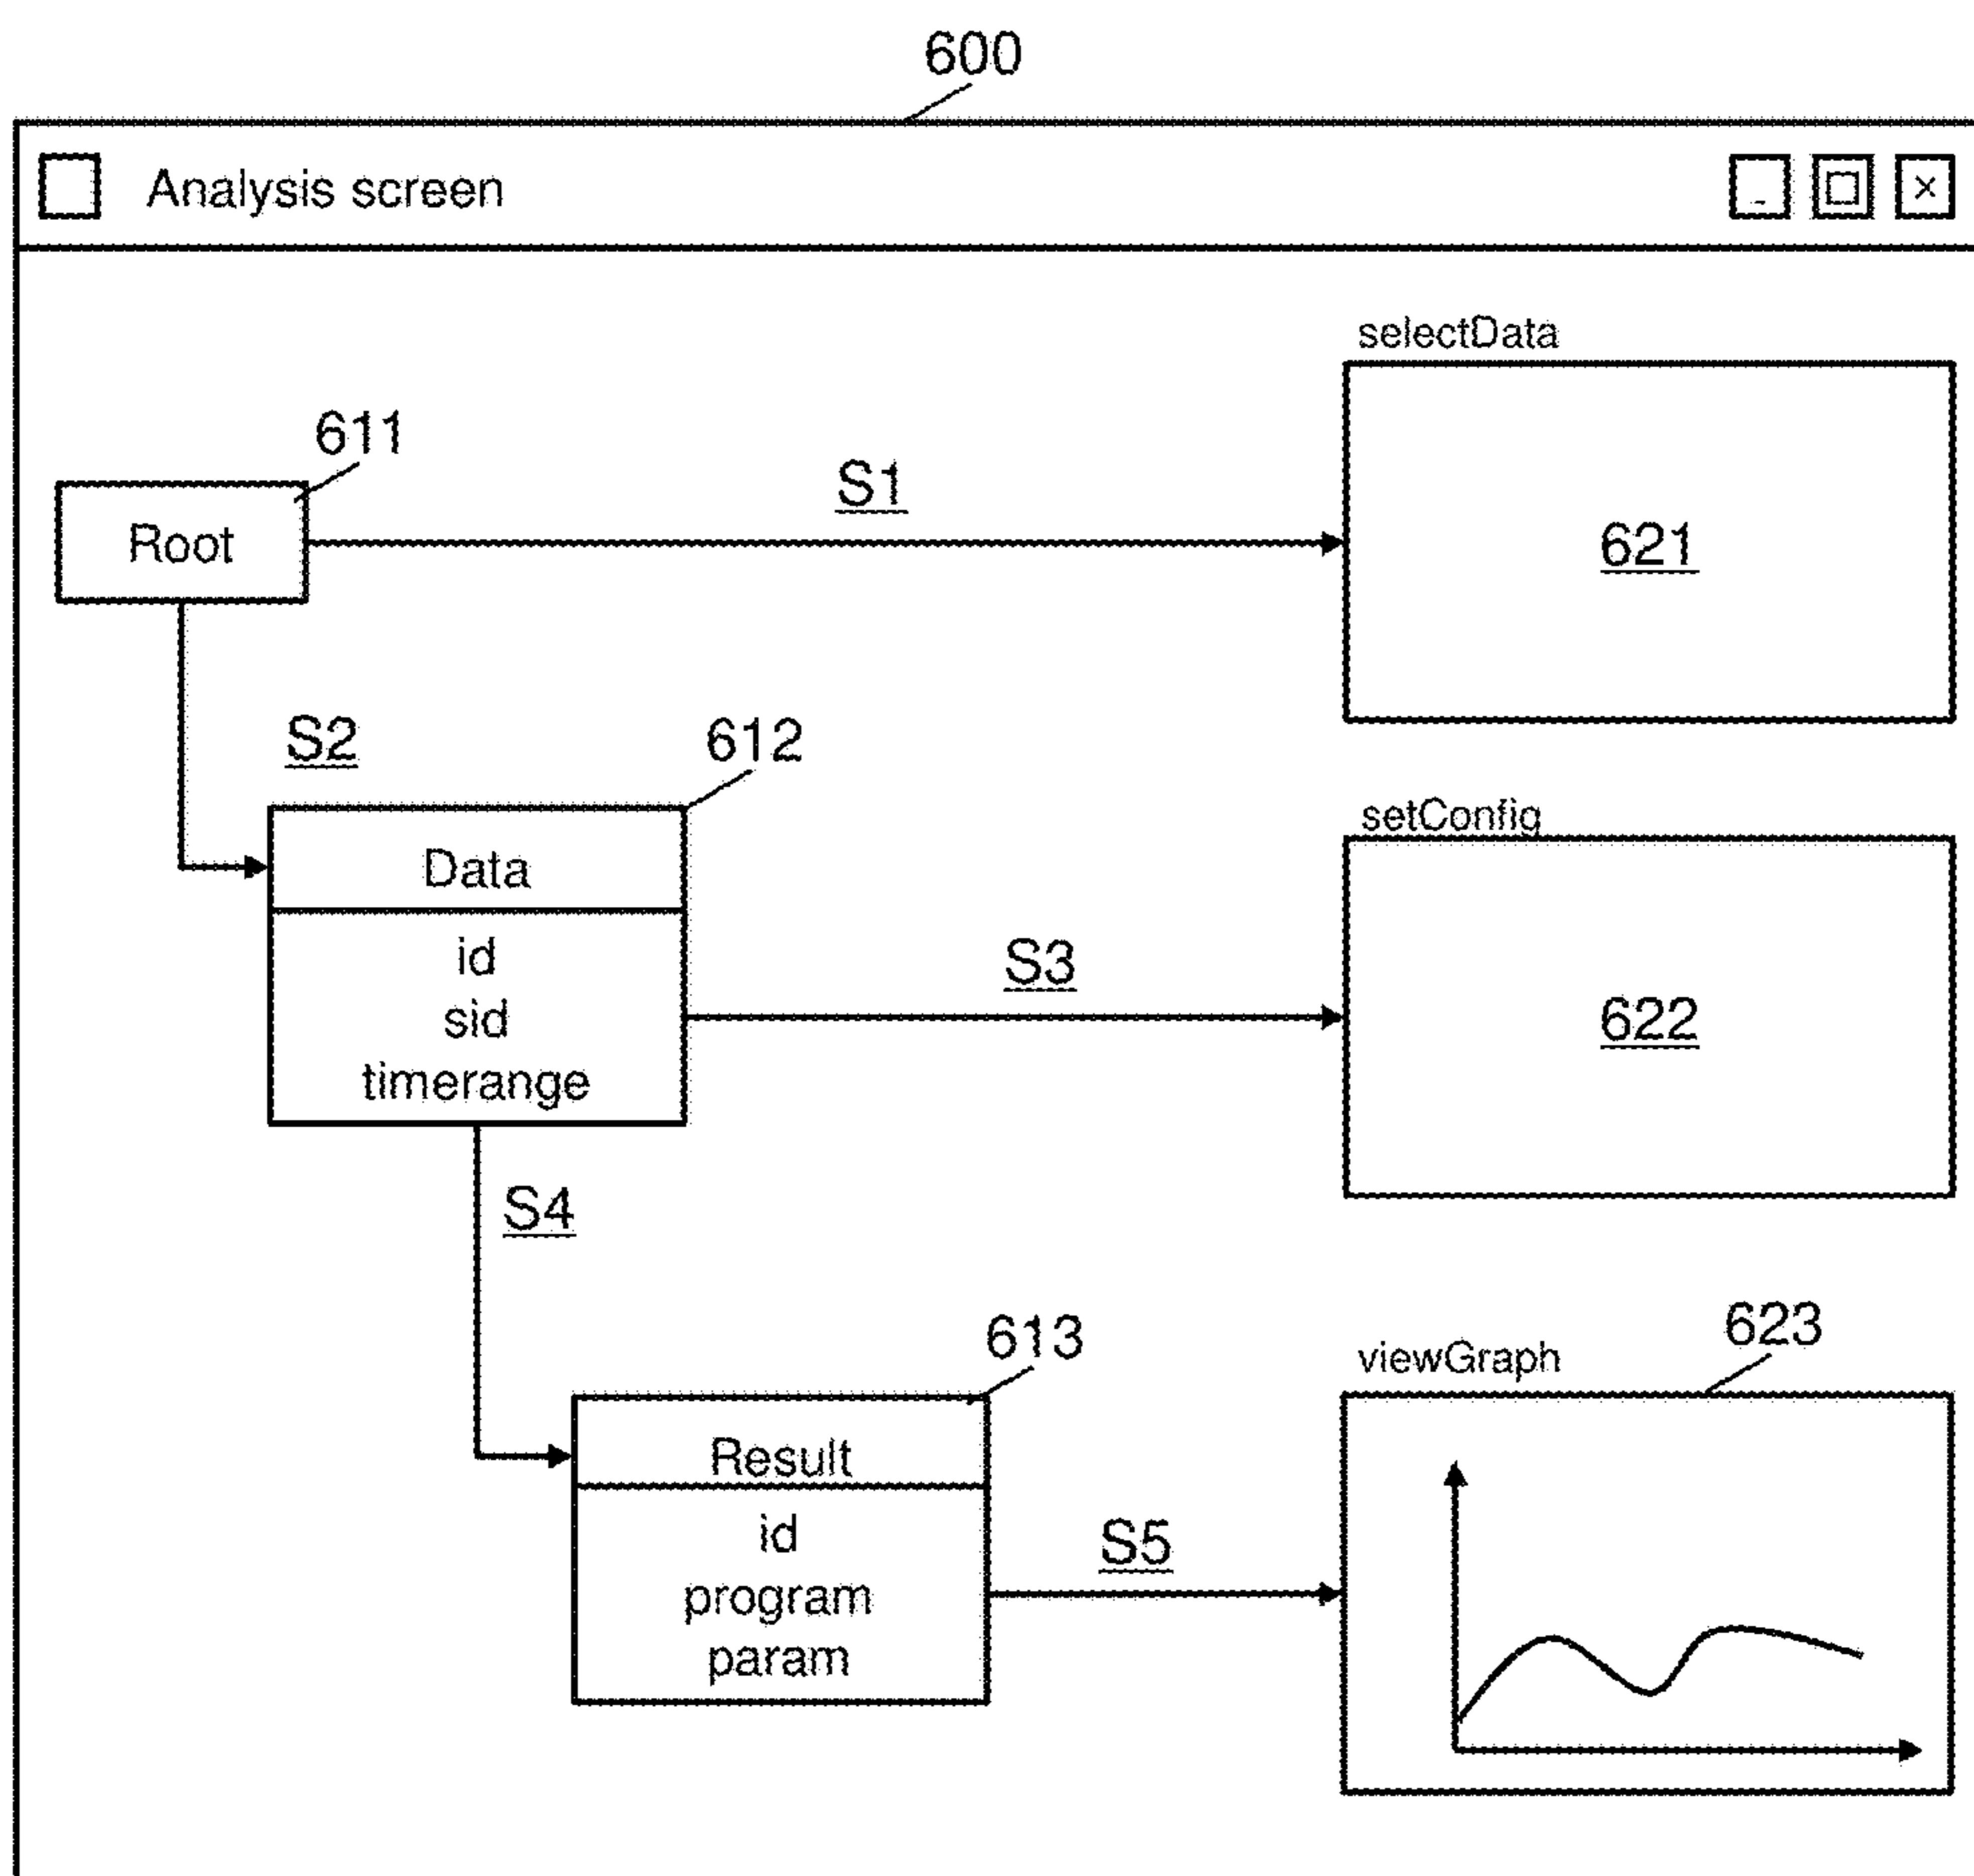 600
Analysis screen
selectData
611
Root
S1
621
S2
612
Data
id
sid
timerange
S3
setConfig
622
S4
613
Result
id
program
param
S5
viewGraph
623